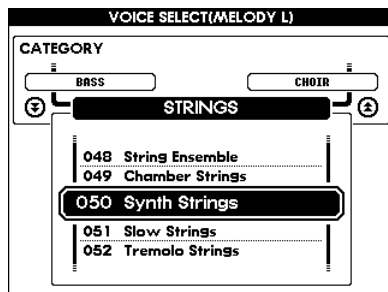 VOICE SELECT(MELODY L)
CATEGORY
BASS CHOIR
STRINGS
048 String Ensemble
049 Chamber Strings
050 Synth Strings
051 Slow Strings
052 Tremolo Strings